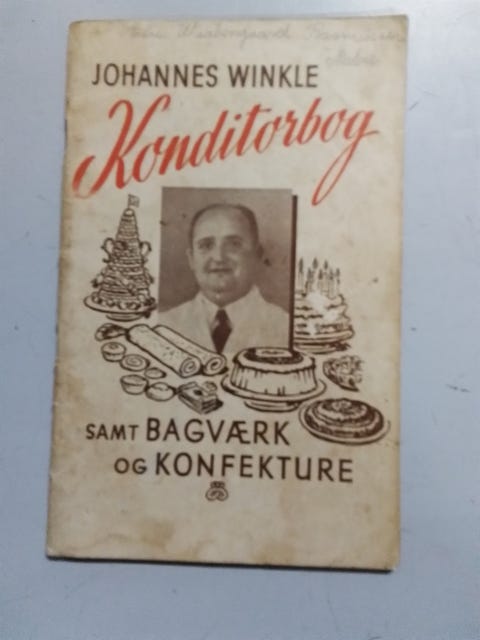 JOHANNES WINKLE
Konditorbog
SAMT BAGVÆRK
OG KONFEKTURE